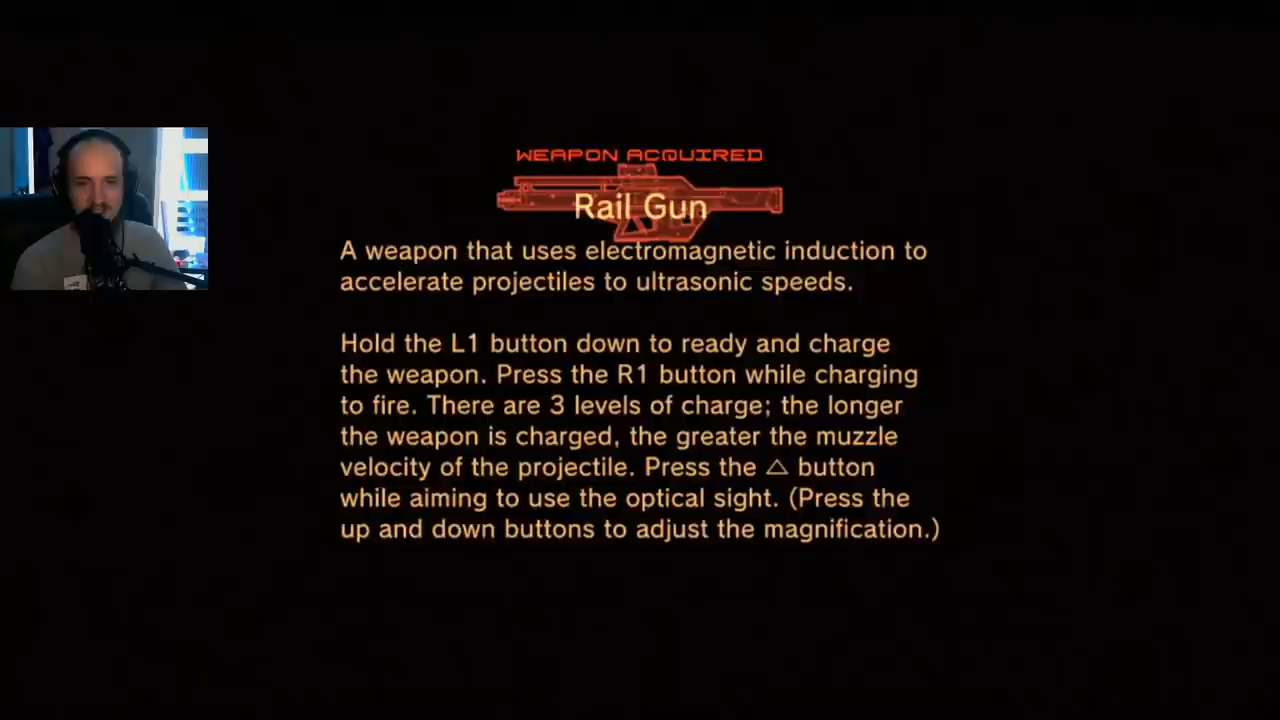 WEAPON ACQUIRED
Rail Gun
A weapon that uses electromagnetic induction to
accelerate projectiles to ultrasonic speeds.
Hold the L1 button down to ready and charge
the weapon. Press the R1 button while charging
to fire. There are 3 levels of charge; the longer
the weapon is charged, the greater the muzzle
velocity of the projectile. Press the △ button
while aiming to use the optical sight. (Press the
up and down buttons to adjust the magnification.)